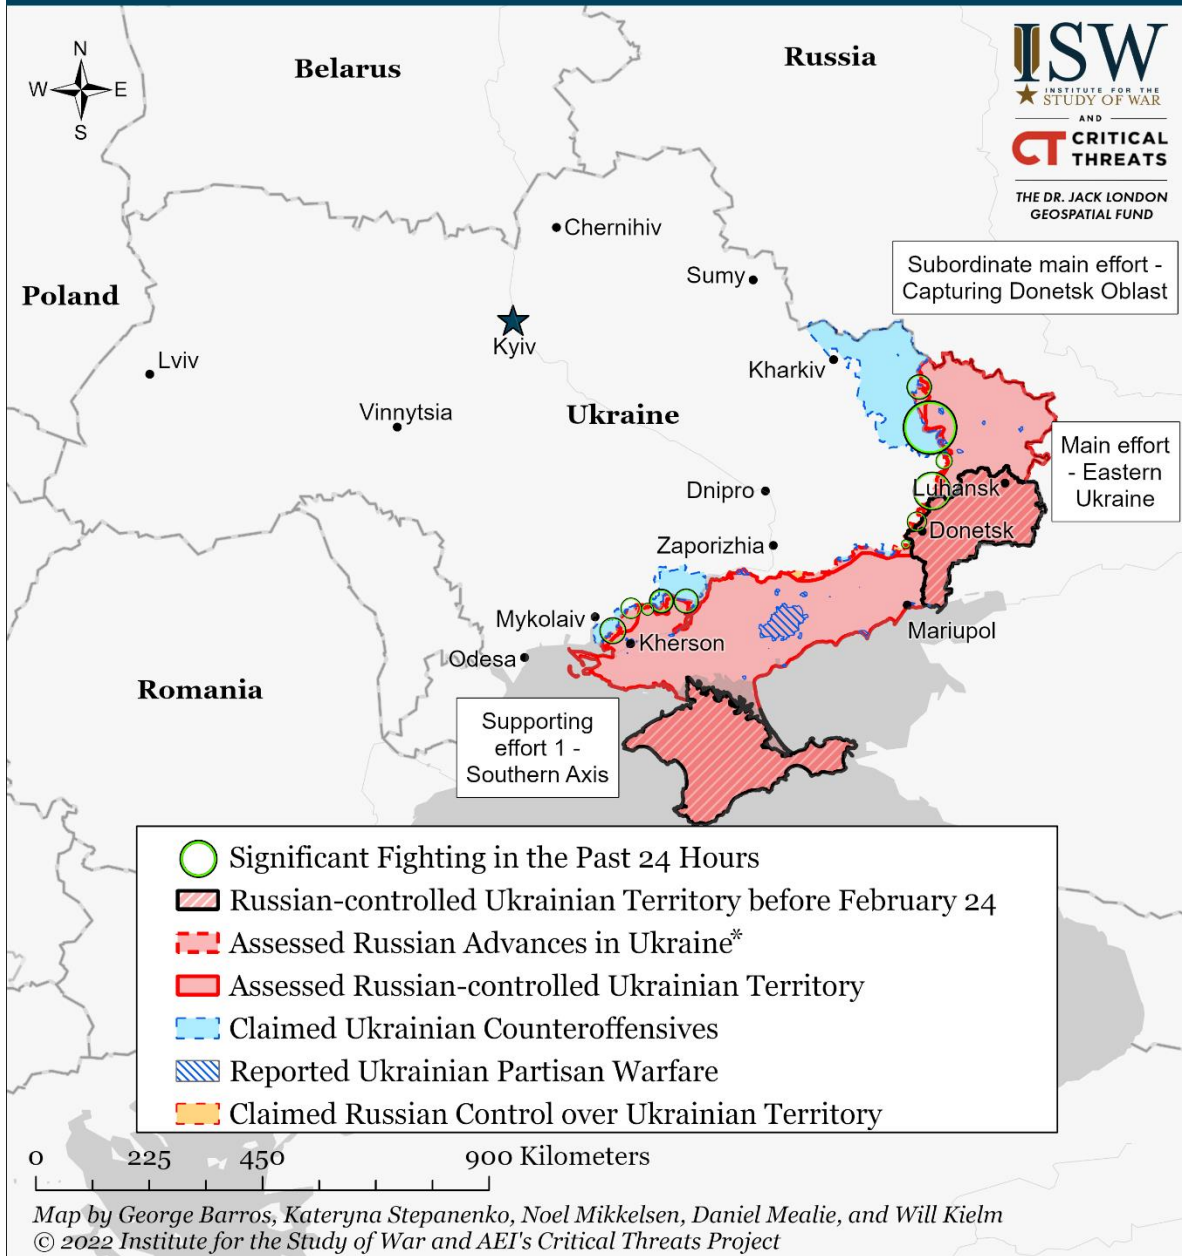 N
W
E
S
Belarus
Russia
ISW
INSTITUTE FOR THE
STUDY OF WAR
AND
CT CRITICAL
THREATS
THE DR. JACK LONDON
GEOSPATIAL FUND
Chernihiv
Sumy
Subordinate main effort -
Capturing Donetsk Oblast
Poland
Kyiv
Lviv
Kharkiv
Vinnytsia
Ukraine
Main effort
- Eastern
Ukraine
Dnipro
Luhansk
Donetsk
Zaporizhia
Mykolaiv
Mariupol
Kherson
Odesa
Romania
Supporting
effort 1 -
Southern Axis
Significant Fighting in the Past 24 Hours
Russian-controlled Ukrainian Territory before February 24
Assessed Russian Advances in Ukraine*
Assessed Russian-controlled Ukrainian Territory
Claimed Ukrainian Counteroffensives
Reported Ukrainian Partisan Warfare
Claimed Russian Control over Ukrainian Territory
0 225 450 900 Kilometers
Map by George Barros, Kateryna Stepanenko, Noel Mikkelsen, Daniel Mealie, and Will Kielm
© 2022 Institute for the Study of War and AEI's Critical Threats Project